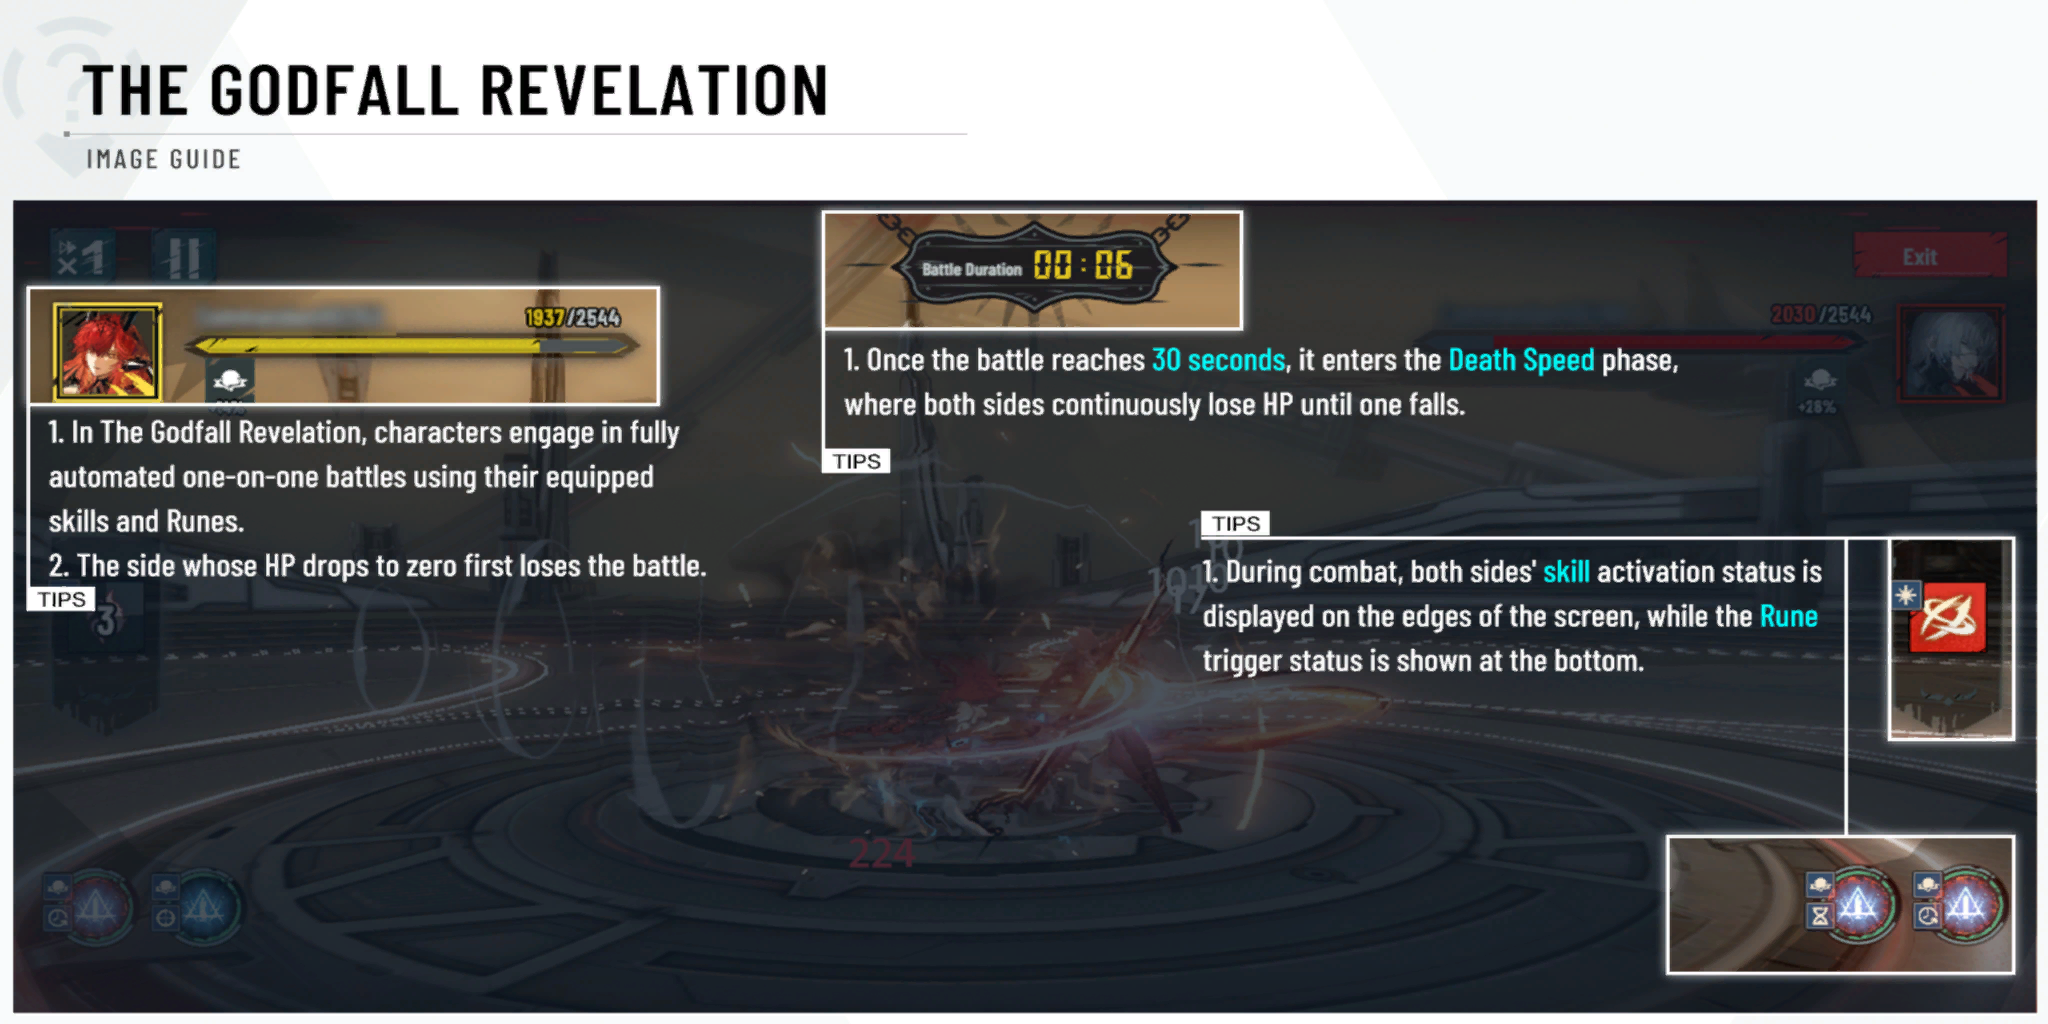 THE GODFALL REVELATION
IMAGE GUIDE
×1
Exit
Battle Duration 00:06
1937/2544
2030/2544
+28%
1. Once the battle reaches 30 seconds, it enters the Death Speed phase,
where both sides continuously lose HP until one falls.
TIPS
1. In The Godfall Revelation, characters engage in fully
automated one-on-one battles using their equipped
skills and Runes.
2. The side whose HP drops to zero first loses the battle.
TIPS
3
TIPS
1. During combat, both sides' skill activation status is
displayed on the edges of the screen, while the Rune
trigger status is shown at the bottom.
1010
224